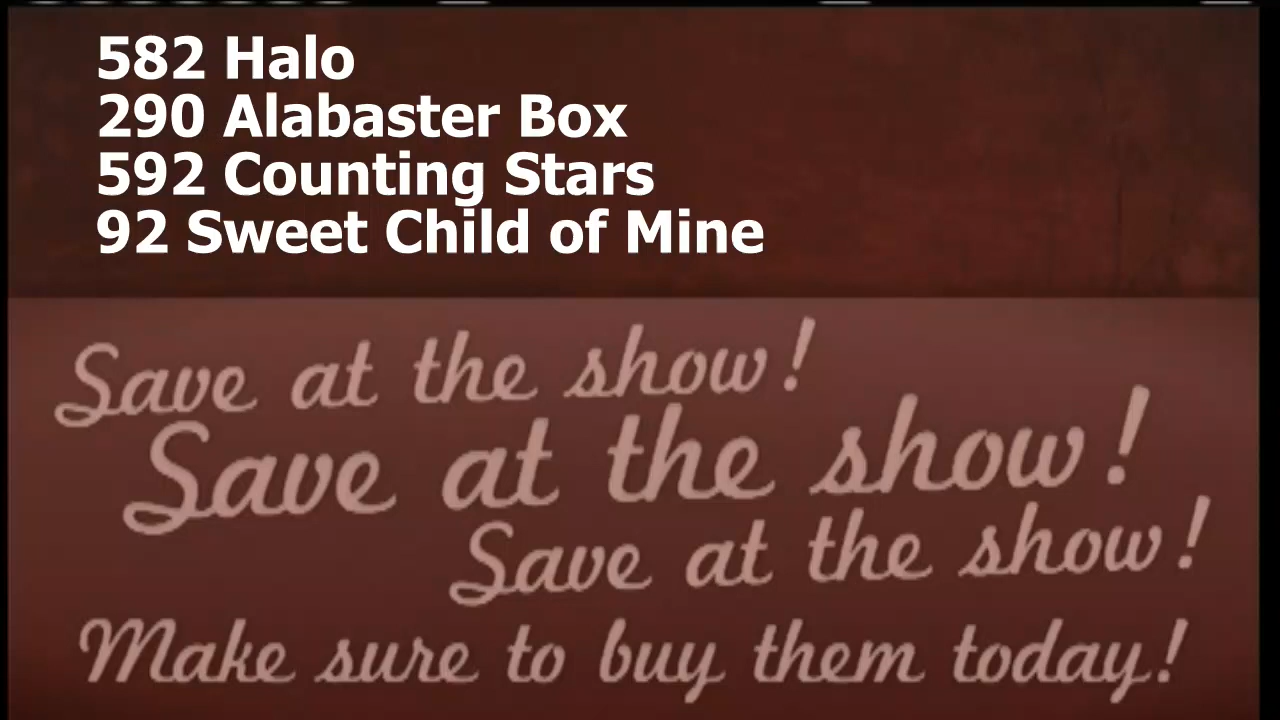 582 Halo
290 Alabaster Box
592 Counting Stars
92 Sweet Child of Mine
Save at the show!
Save at the show!
Save at the show!
Make sure to buy them today!